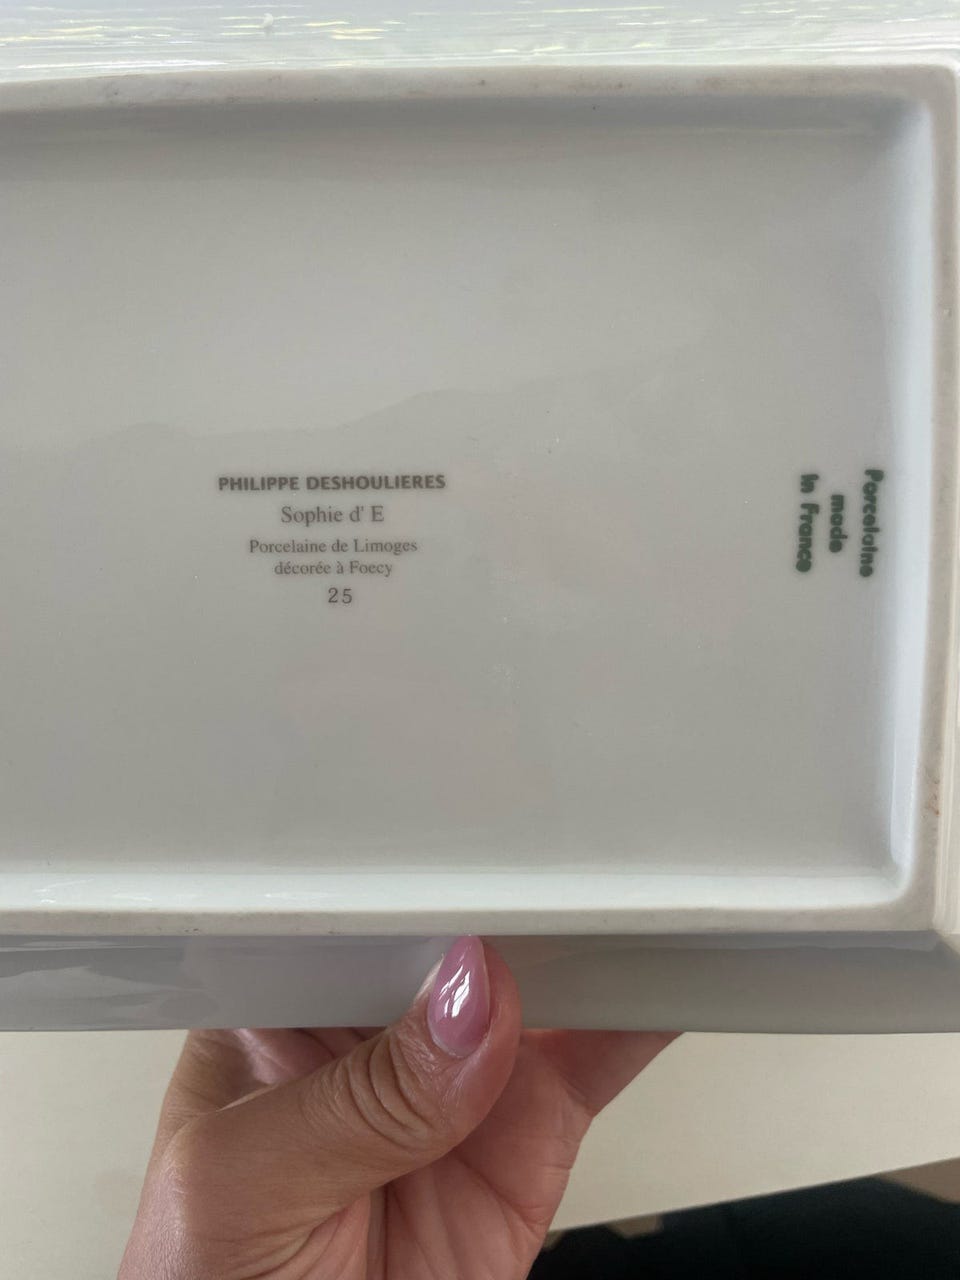 PHILIPPE DESHOULIERES
Sophie d' E
Porcelaine de Limoges
décorée à Foecy
25
Porcelaine
made
in France